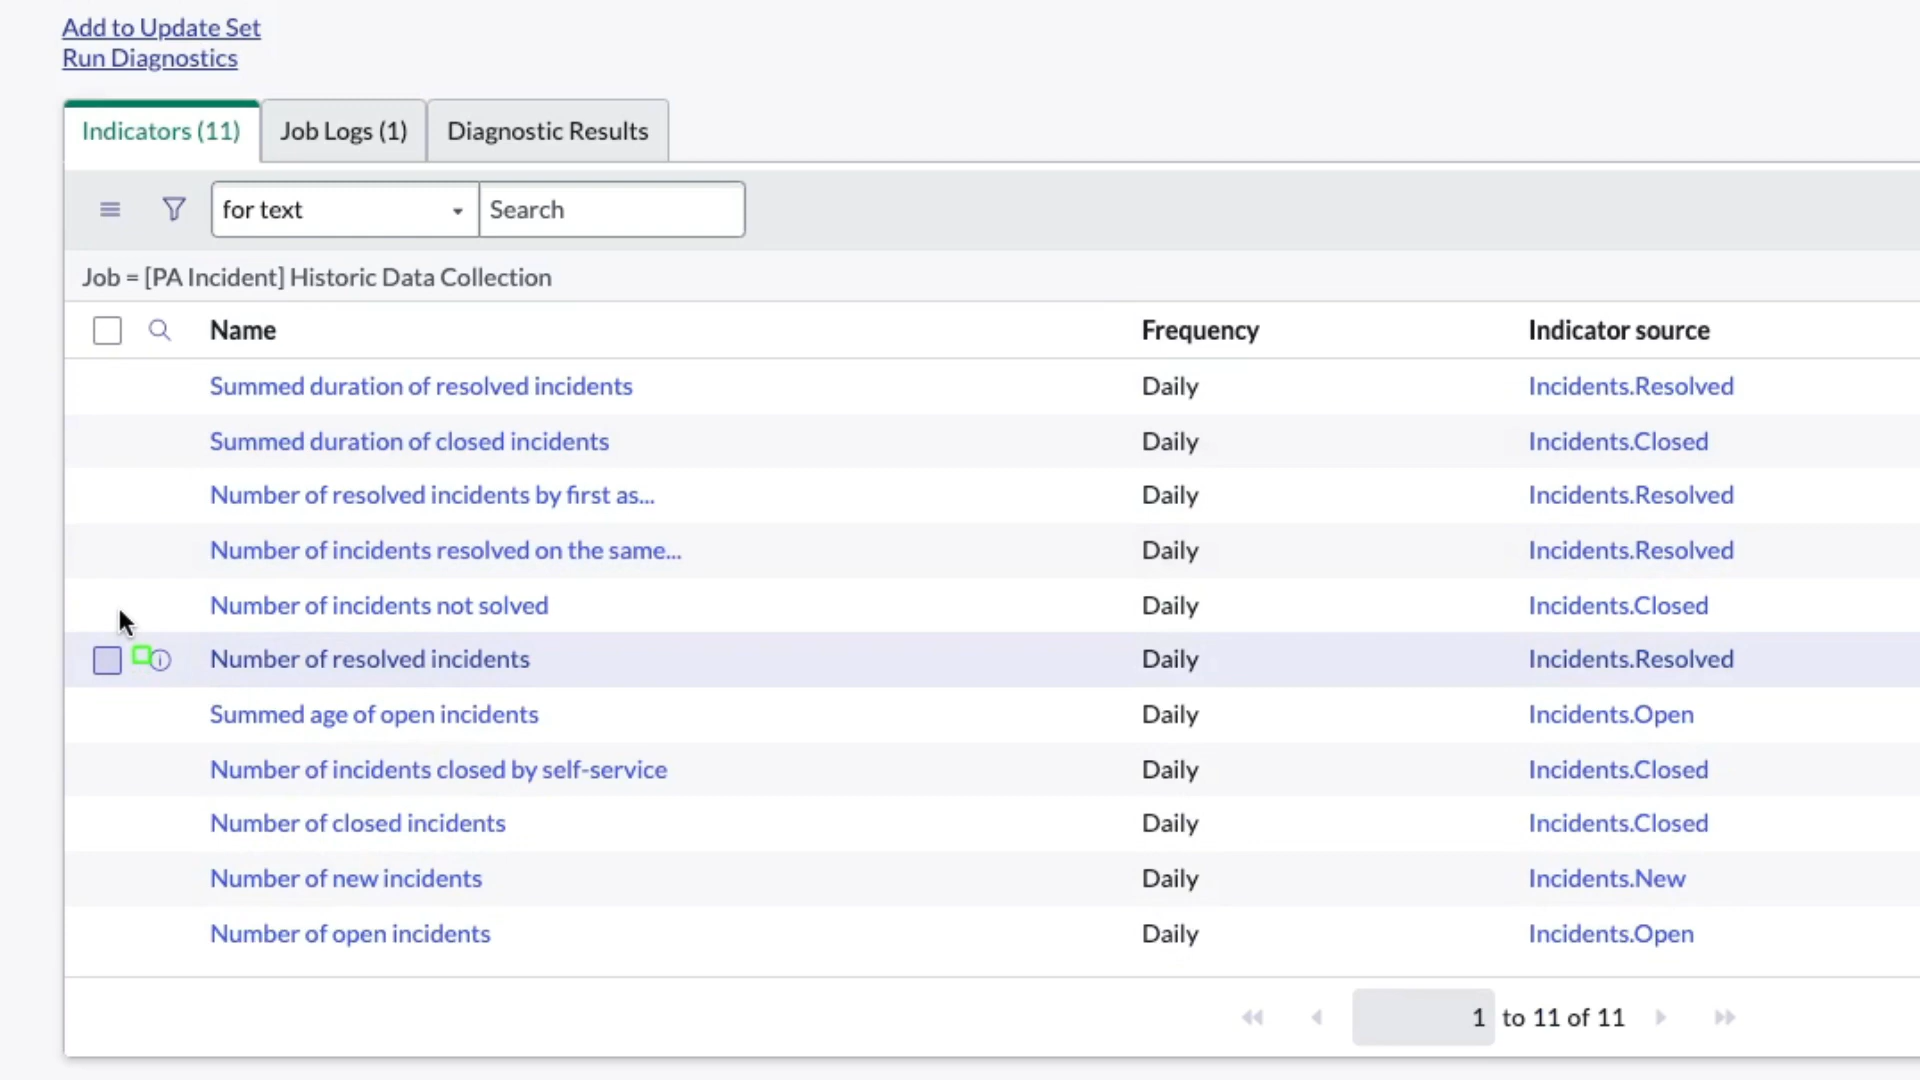 Add to Update Set
Run Diagnostics
Indicators (11) Job Logs (1) Diagnostic Results
for text Search
Job = [PA Incident] Historic Data Collection
Name Frequency Indicator source
Summed duration of resolved incidents Daily Incidents.Resolved
Summed duration of closed incidents Daily Incidents.Closed
Number of resolved incidents by first as... Daily Incidents.Resolved
Number of incidents resolved on the same... Daily Incidents.Resolved
Number of incidents not solved Daily Incidents.Closed
Number of resolved incidents Daily Incidents.Resolved
Summed age of open incidents Daily Incidents.Open
Number of incidents closed by self-service Daily Incidents.Closed
Number of closed incidents Daily Incidents.Closed
Number of new incidents Daily Incidents.New
Number of open incidents Daily Incidents.Open
1 to 11 of 11